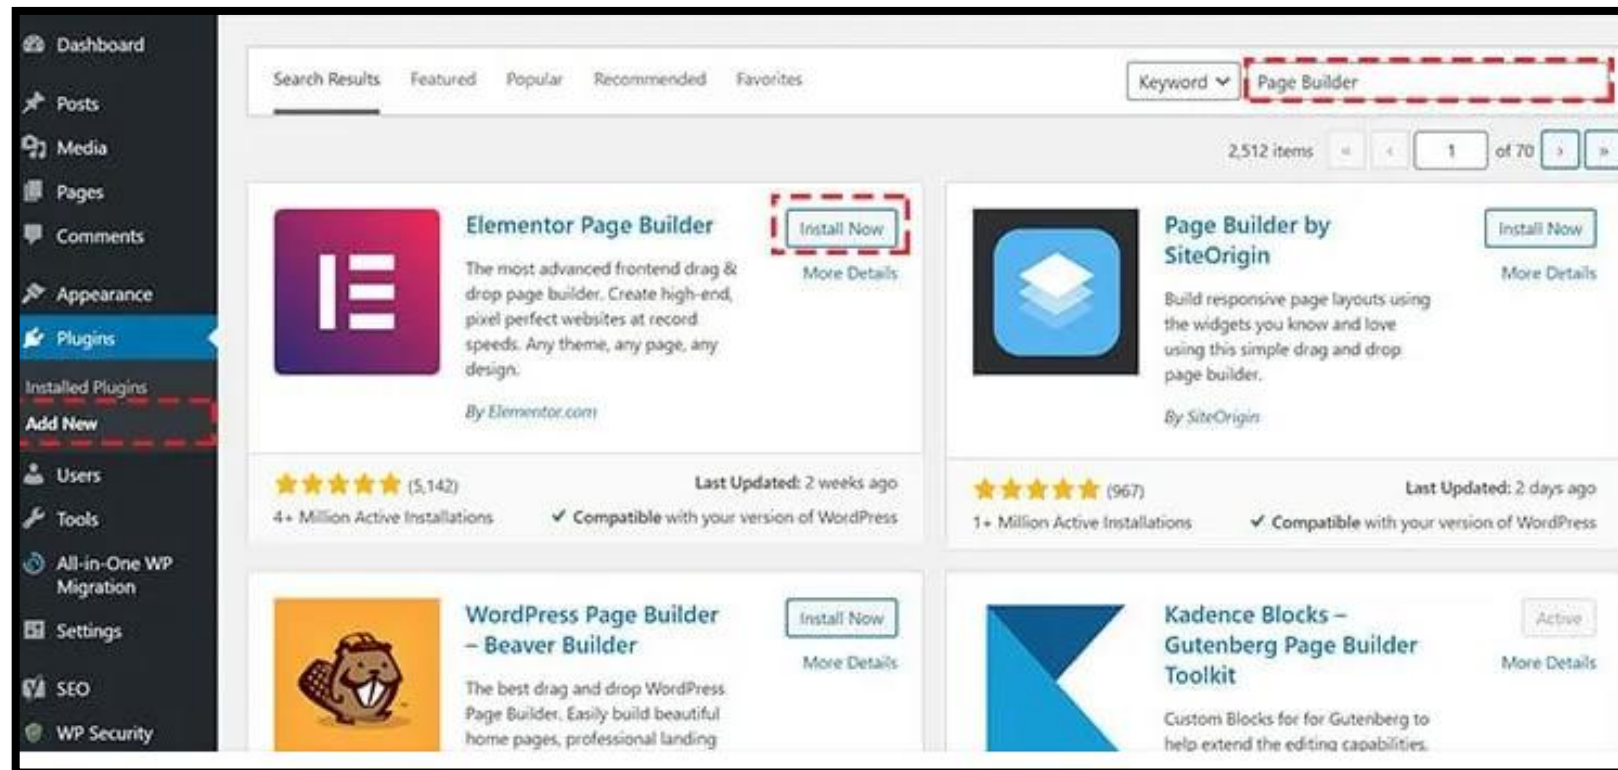 Dashboard
Posts
Media
Pages
Comments
Appearance
Plugins
Installed Plugins
Add New
Users
Tools
All-in-One WP
Migration
Settings
SEO
WP Security
Search Results Featured Popular Recommended Favorites
Keyword Page Builder
2,512 items « ‹ 1 of 70 › »
Elementor Page Builder
Install Now
More Details
The most advanced frontend drag &
drop page builder. Create high-end,
pixel perfect websites at record
speeds. Any theme, any page, any
design.
By Elementor.com
(5,142)
Last Updated: 2 weeks ago
4+ Million Active Installations
✓ Compatible with your version of WordPress
Page Builder by
SiteOrigin
Install Now
More Details
Build responsive page layouts using
the widgets you know and love
using this simple drag and drop
page builder.
By SiteOrigin
(967)
Last Updated: 2 days ago
1+ Million Active Installations
✓ Compatible with your version of WordPress
WordPress Page Builder
– Beaver Builder
Install Now
More Details
The best drag and drop WordPress
Page Builder. Easily build beautiful
home pages, professional landing
Kadence Blocks –
Gutenberg Page Builder
Toolkit
Active
More Details
Custom Blocks for for Gutenberg to
help extend the editing capabilities.